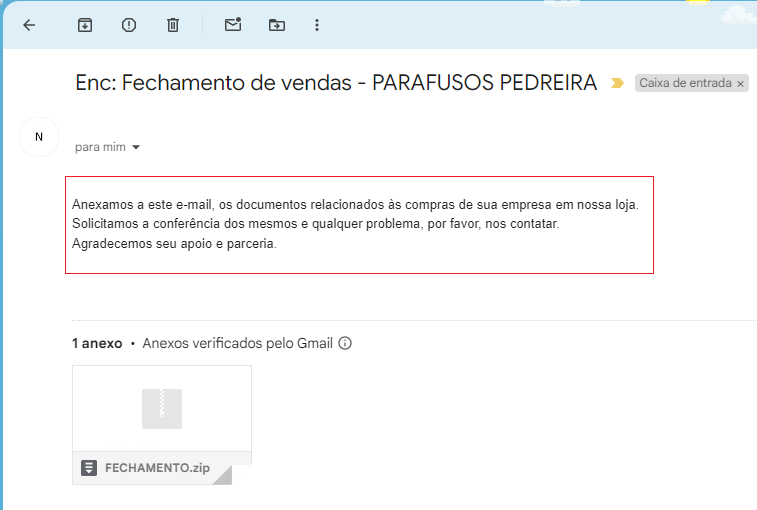 Enc: Fechamento de vendas - PARAFUSOS PEDREIRA Caixa de entrada ×
N
para mim
Anexamos a este e-mail, os documentos relacionados às compras de sua empresa em nossa loja.
Solicitamos a conferência dos mesmos e qualquer problema, por favor, nos contatar.
Agradecemos seu apoio e parceria.
1 anexo • Anexos verificados pelo Gmail
FECHAMENTO.zip